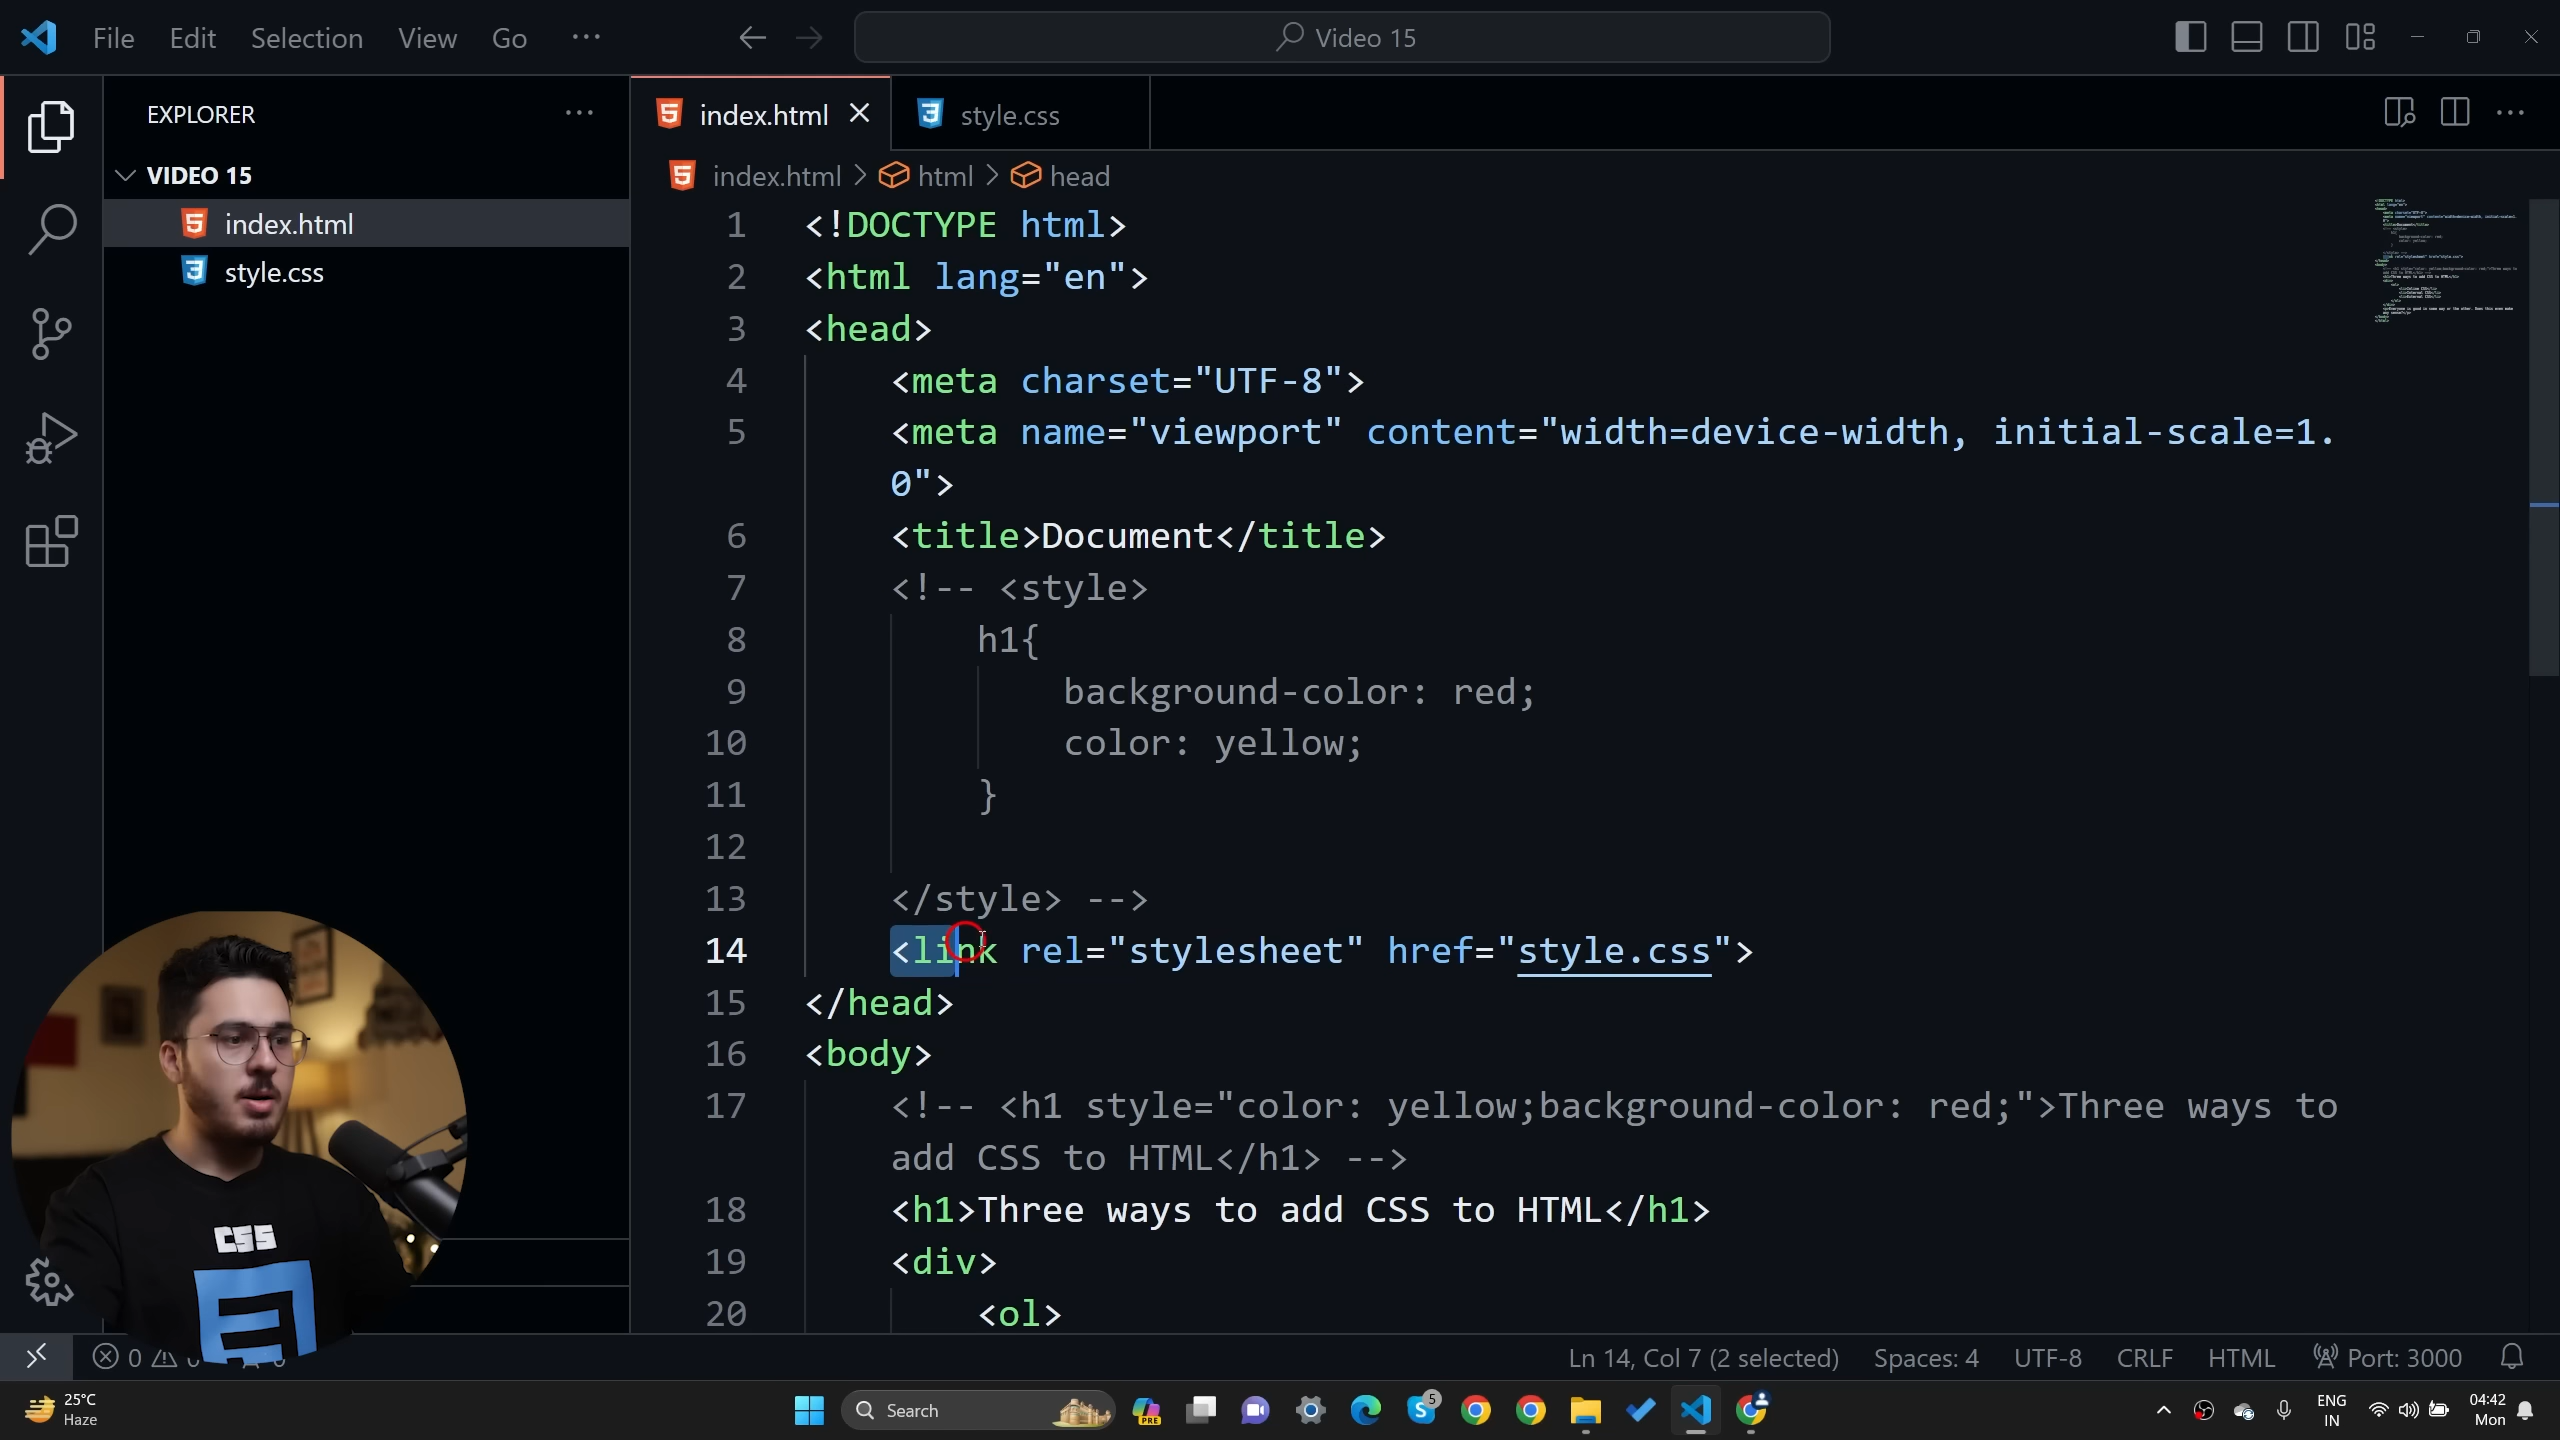 File Edit Selection View Go ...
Video 15
EXPLORER ...
VIDEO 15
index.html
style.css
index.html style.css
index.html > html > head
1 <!DOCTYPE html>
2 <html lang="en">
3 <head>
4 <meta charset="UTF-8">
5 <meta name="viewport" content="width=device-width, initial-scale=1.
0">
6 <title>Document</title>
7 <!-- <style>
8 h1{
9 background-color: red;
10 color: yellow;
11 }
12
13 </style> -->
14 <link rel="stylesheet" href="style.css">
15 </head>
16 <body>
17 <!-- <h1 style="color: yellow;background-color: red;">Three ways to
add CSS to HTML</h1> -->
18 <h1>Three ways to add CSS to HTML</h1>
19 <div>
20 <ol>
CSS
0
Ln 14, Col 7 (2 selected) Spaces: 4 UTF-8 CRLF HTML Port: 3000
25°C
Haze
Search
PRE
5
ENG
IN
04:42
Mon